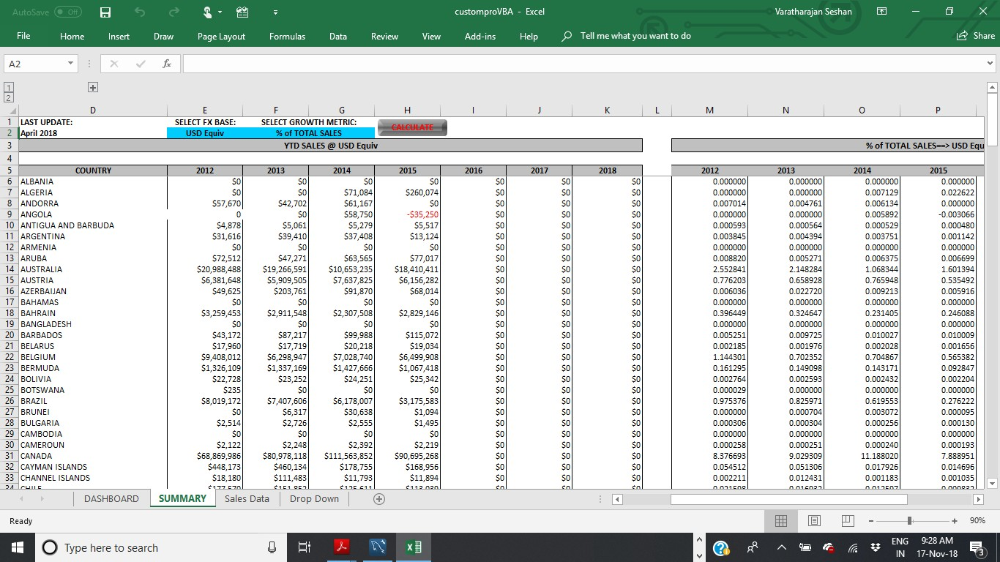 AutoSave Off customproVBA - Excel Varatharajan Seshan
File Home Insert Draw Page Layout Formulas Data Review View Add-ins Help Tell me what you want to do Share
A2 fx
1
2
D E F G H I J K L M N O P
1 LAST UPDATE: SELECT FX BASE: SELECT GROWTH METRIC: CALCULATE
2 April 2018 USD Equiv % of TOTAL SALES
3 YTD SALES @ USD Equiv % of TOTAL SALES==> USD Equ
4
5 COUNTRY 2012 2013 2014 2015 2016 2017 2018 2012 2013 2014 2015
6 ALBANIA $0 $0 $0 $0 $0 $0 $0 0.000000 0.000000 0.000000 0.000000
7 ALGERIA $0 $0 $71,084 $260,074 $0 $0 $0 0.000000 0.000000 0.007129 0.022622
8 ANDORRA $57,670 $42,702 $61,167 $0 $0 $0 $0 0.007014 0.004761 0.006134 0.000000
9 ANGOLA 0 $0 $58,750 -$35,250 $0 $0 $0 0.000000 0.000000 0.005892 -0.003066
10 ANTIGUA AND BARBUDA $4,878 $5,061 $5,279 $5,517 $0 $0 $0 0.000593 0.000564 0.000529 0.000480
11 ARGENTINA $31,616 $39,410 $37,408 $13,124 $0 $0 $0 0.003845 0.004394 0.003751 0.001142
12 ARMENIA $0 $0 $0 $0 $0 $0 $0 0.000000 0.000000 0.000000 0.000000
13 ARUBA $72,512 $47,271 $63,565 $77,017 $0 $0 $0 0.008820 0.005271 0.006375 0.006699
14 AUSTRALIA $20,988,488 $19,266,591 $10,653,235 $18,410,411 $0 $0 $0 2.552841 2.148284 1.068344 1.601394
15 AUSTRIA $6,381,648 $5,909,505 $7,637,825 $6,156,282 $0 $0 $0 0.776203 0.658928 0.765948 0.535492
16 AZERBAIJAN $49,625 $203,761 $91,870 $68,014 $0 $0 $0 0.006036 0.022720 0.009213 0.005916
17 BAHAMAS $0 $0 $0 $0 $0 $0 $0 0.000000 0.000000 0.000000 0.000000
18 BAHRAIN $3,259,453 $2,911,548 $2,307,508 $2,829,146 $0 $0 $0 0.396449 0.324647 0.231405 0.246088
19 BANGLADESH $0 $0 $0 $0 $0 $0 $0 0.000000 0.000000 0.000000 0.000000
20 BARBADOS $43,172 $87,217 $99,988 $115,072 $0 $0 $0 0.005251 0.009725 0.010027 0.010009
21 BELARUS $17,960 $17,719 $20,218 $19,034 $0 $0 $0 0.002185 0.001976 0.002028 0.001656
22 BELGIUM $9,408,012 $6,298,947 $7,028,740 $6,499,908 $0 $0 $0 1.144301 0.702352 0.704867 0.565382
23 BERMUDA $1,326,109 $1,337,169 $1,427,666 $1,067,418 $0 $0 $0 0.161295 0.149098 0.143171 0.092847
24 BOLIVIA $22,728 $23,252 $24,251 $25,342 $0 $0 $0 0.002764 0.002593 0.002432 0.002204
25 BOTSWANA $235 $0 $0 $0 $0 $0 $0 0.000029 0.000000 0.000000 0.000000
26 BRAZIL $8,019,172 $7,407,606 $6,178,007 $3,175,583 $0 $0 $0 0.975376 0.825971 0.619553 0.276222
27 BRUNEI $0 $6,317 $30,638 $1,094 $0 $0 $0 0.000000 0.000704 0.003072 0.000095
28 BULGARIA $2,514 $2,726 $2,555 $1,495 $0 $0 $0 0.000306 0.000304 0.000256 0.000130
29 CAMBODIA $0 $0 $0 $0 $0 $0 $0 0.000000 0.000000 0.000000 0.000000
30 CAMEROUN $2,122 $2,248 $2,392 $2,219 $0 $0 $0 0.000258 0.000251 0.000240 0.000193
31 CANADA $68,869,986 $80,978,118 $111,563,852 $90,695,268 $0 $0 $0 8.376693 9.029309 11.188020 7.888951
32 CAYMAN ISLANDS $448,173 $460,134 $178,755 $168,956 $0 $0 $0 0.054512 0.051306 0.017926 0.014696
33 CHANNEL ISLANDS $18,180 $111,483 $11,793 $11,894 $0 $0 $0 0.002211 0.012431 0.001183 0.001035
34 CHILE
DASHBOARD SUMMARY Sales Data Drop Down
Ready 90%
Type here to search ENG 9:28 AM
IN 17-Nov-18 3